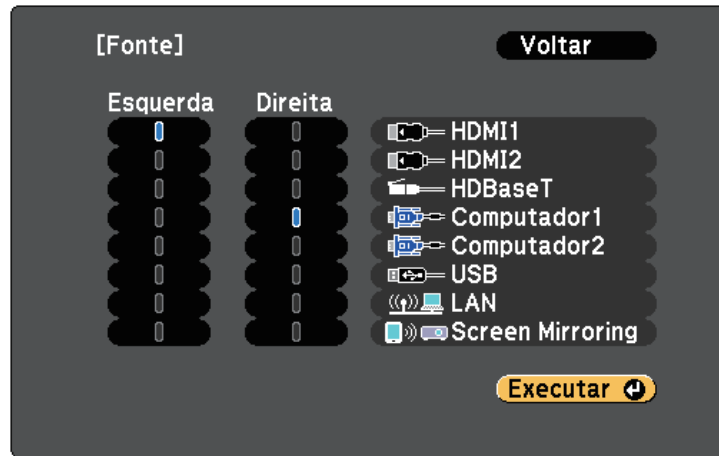 [Fonte]
Voltar
Esquerda Direita
HDMI1
HDMI2
HDBaseT
Computador1
Computador2
USB
LAN
Screen Mirroring
Executar